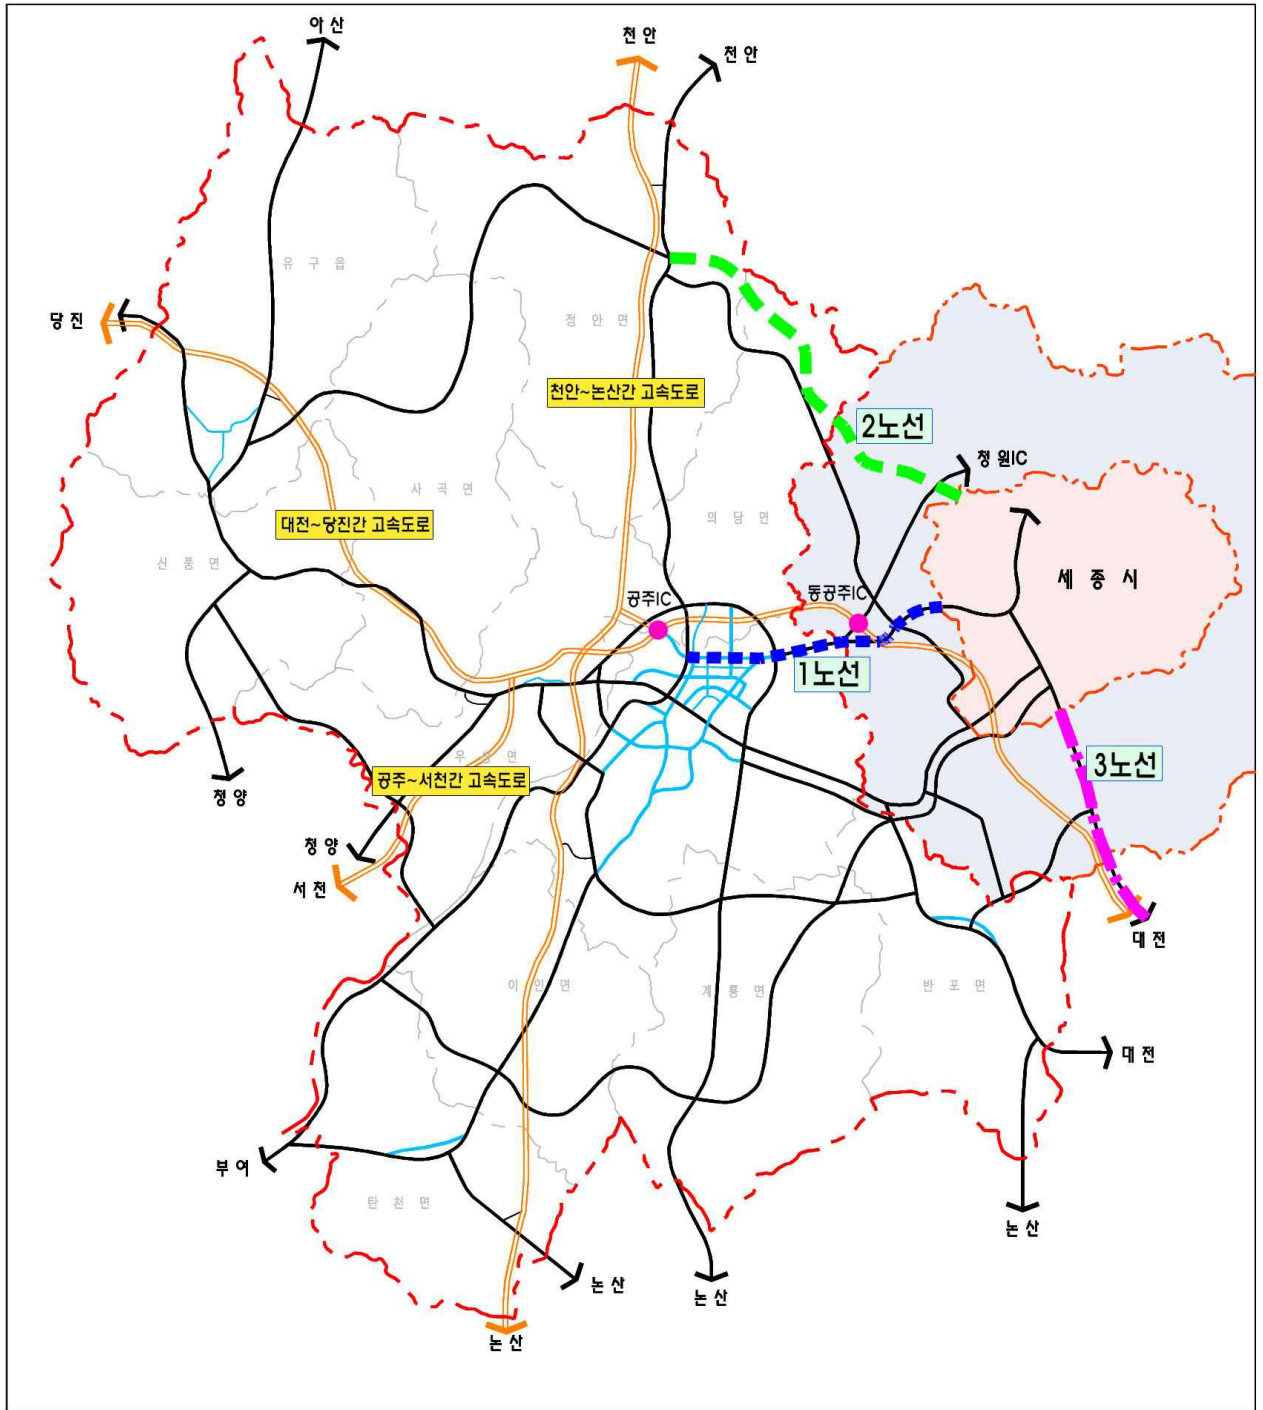 아 산
천 안
천 안
유 구 읍
당 진
정 안 면
천안~논산간 고속도로
2노선
청 원IC
사 곡 면
의 당 면
대전~당진간 고속도로
신 풍 면
세 종 시
공주IC
동공주IC
1노선
우 성 면
3노선
공주~서천간 고속도로
청 양
청 양
서 천
대 전
이 인 면
계 룡 면
반 포 면
대 전
부 여
탄 천 면
논 산
논 산
논 산
논 산